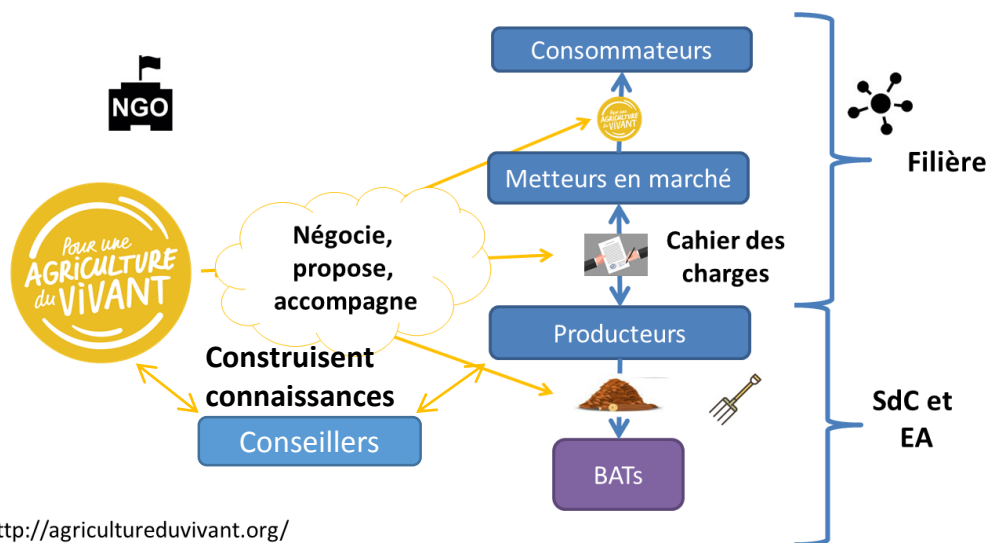 Consommateurs
NGO
Metteurs en marché
Filière
Pour une
AGRICULTURE
du VIVANT
Négocie,
propose,
accompagne
Cahier des
charges
Producteurs
Construisent
connaissances
Conseillers
SdC et
EA
BATs
ttp://agricultureduvivant.org/
Pour une
AGRICULTURE
du VIVANT